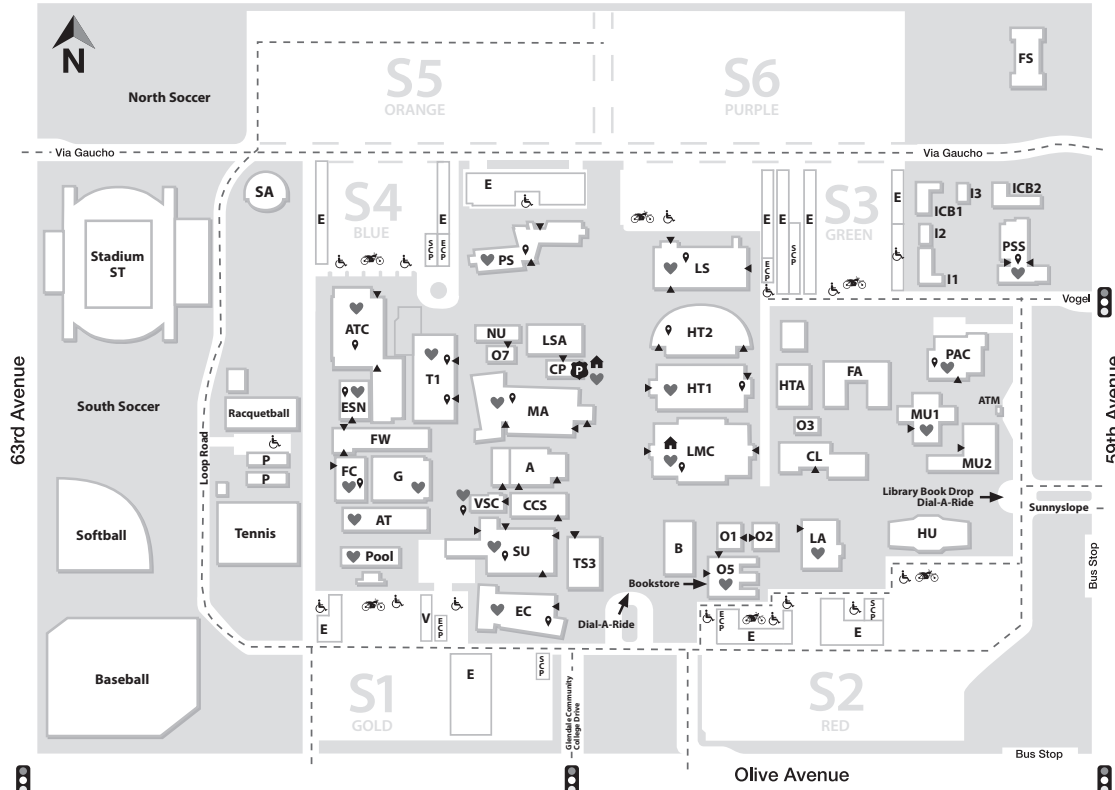 N
North Soccer
S5
ORANGE
S6
PURPLE
FS
Via Gaucho
Via Gaucho
SA
E
S4
BLUE
E
SCP
ECP
E
E
ECP
E
SCP
E
S3
GREEN
E
ICB1
I3
ICB2
I2
I1
PSS
Stadium
ST
PS
LS
Vogel
ATC
T1
NU
O7
LSA
CP
P
HT2
HT1
HTA
FA
PAC
ATM
MU1
MU2
63rd Avenue
South Soccer
Loop Road
Racquetball
P
P
ESN
FW
FC
G
MA
LMC
O3
CL
59th Avenue
A
VSC
CCS
AT
Library Book Drop
Dial-A-Ride
Sunnyslope
Softball
Tennis
Pool
SU
TS3
B
O1
O2
O5
LA
HU
Bus Stop
Bookstore
Dial-A-Ride
E
V
ECP
EC
ECP
E
SCP
E
Baseball
S1
GOLD
E
SCP
Glendale Community
College Drive
S2
RED
Bus Stop
Olive Avenue